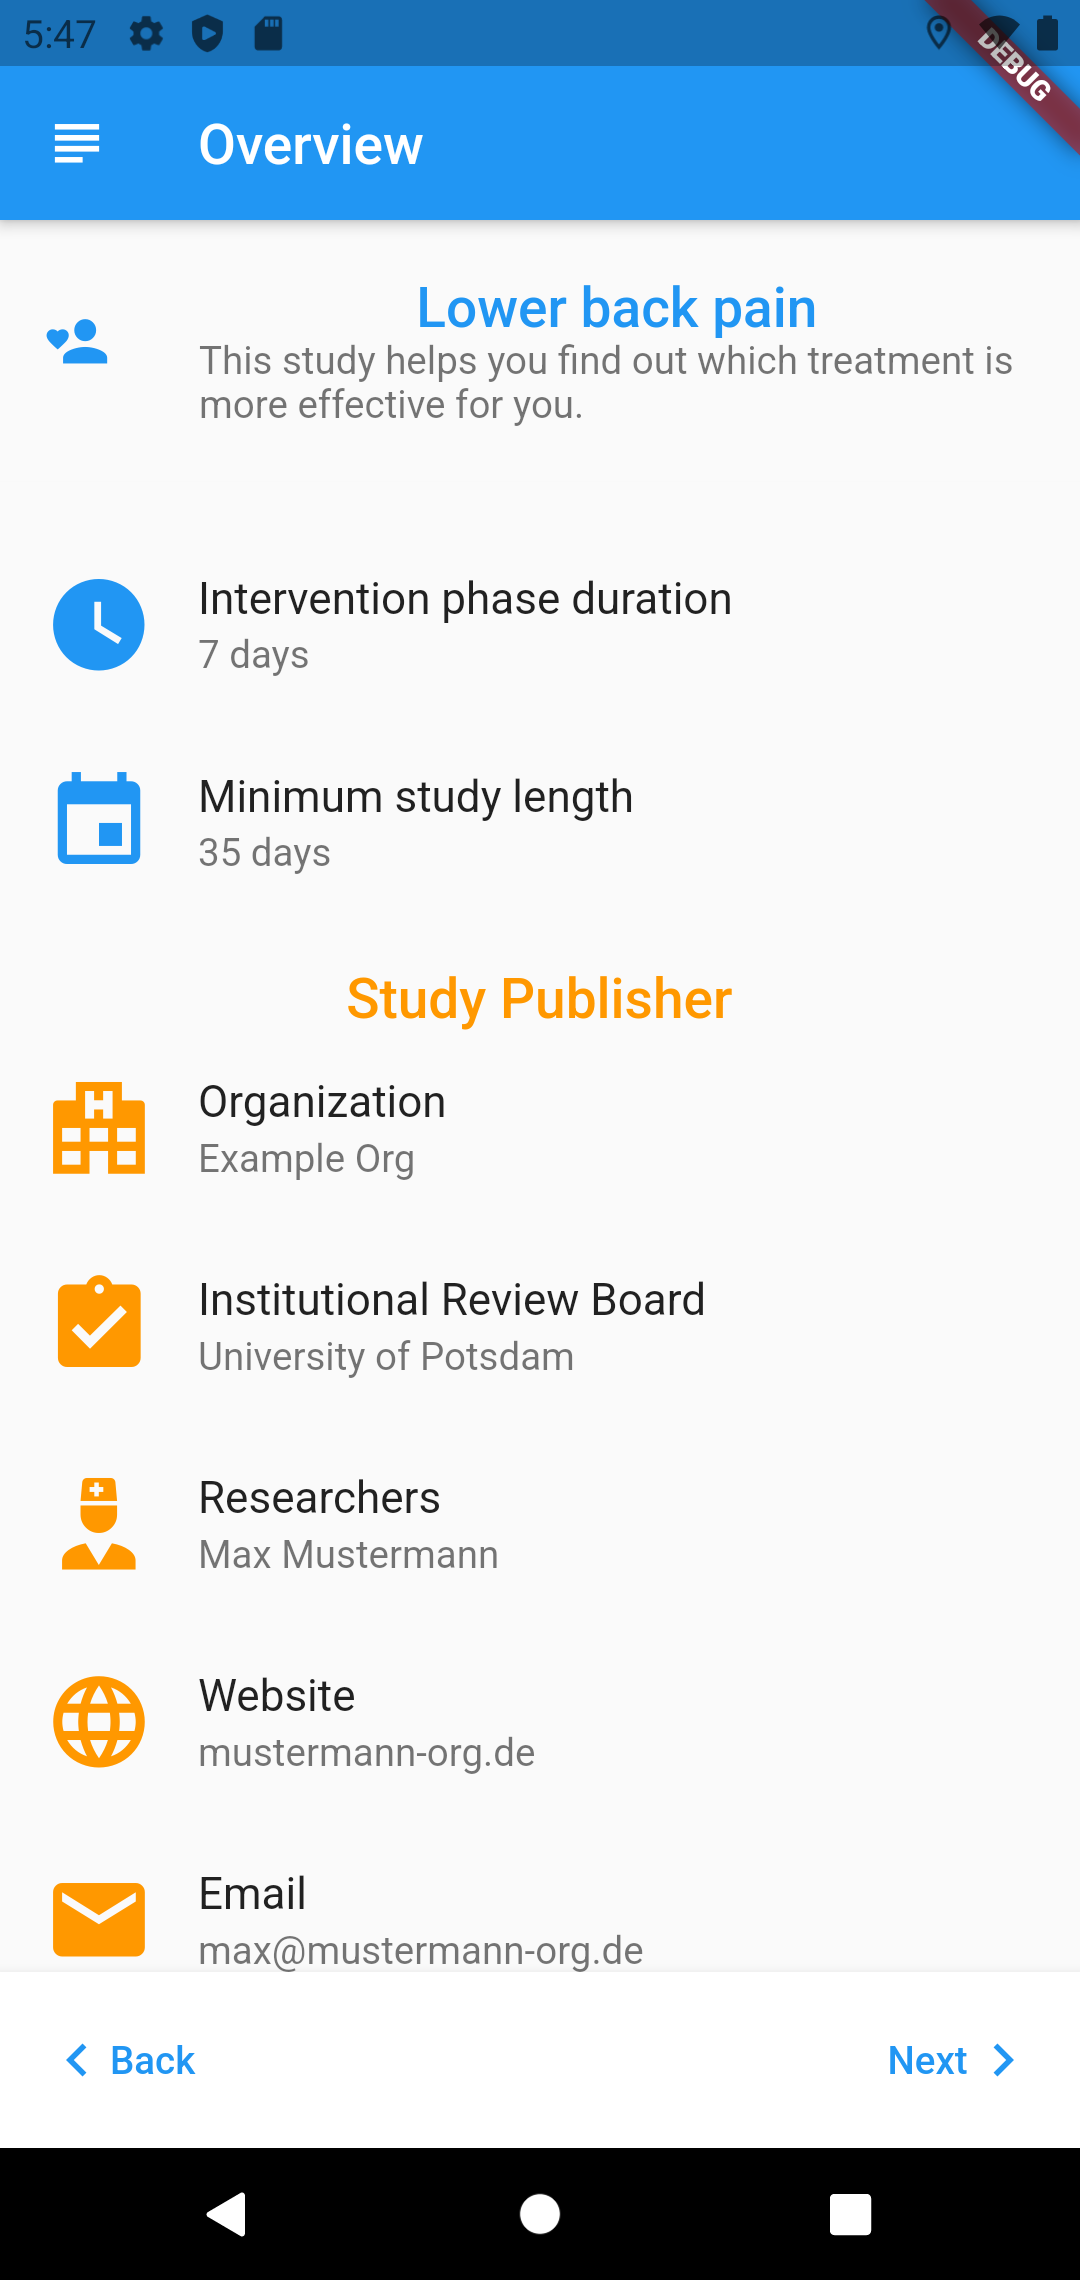 5:47
DEBUG
Overview
Lower back pain
This study helps you find out which treatment is
more effective for you.
Intervention phase duration
7 days
Minimum study length
35 days
Study Publisher
H
Organization
Example Org
Institutional Review Board
University of Potsdam
Researchers
Max Mustermann
Website
mustermann-org.de
Email
max@mustermann-org.de
Back
Next